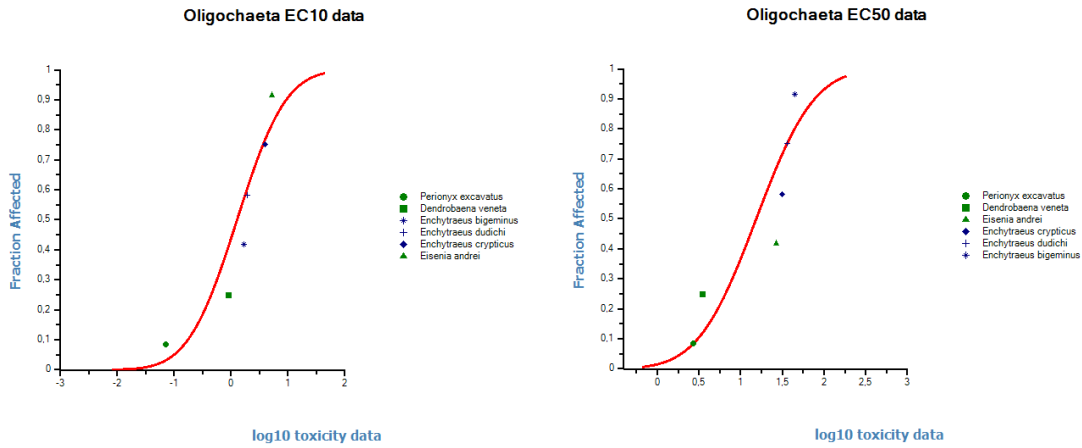 Oligochaeta EC10 data
1
0,9
0,8
0,7
0,6
0,5
0,4
0,3
0,2
0,1
0
Fraction Affected
-3
-2
-1
0
1
2
log10 toxicity data
Perionyx excavatus
Dendrobaena veneta
Enchytraeus bigeminus
Enchytraeus dudichi
Enchytraeus crypticus
Eisenia andrei
Oligochaeta EC50 data
1
0,9
0,8
0,7
0,6
0,5
0,4
0,3
0,2
0,1
0
Fraction Affected
0
0,5
1
1,5
2
2,5
3
log10 toxicity data
Perionyx excavatus
Dendrobaena veneta
Eisenia andrei
Enchytraeus crypticus
Enchytraeus dudichi
Enchytraeus bigeminus